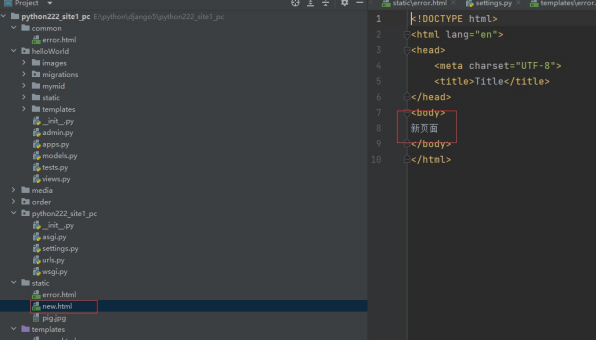 Project
static\error.html
settings.py
templates\error.
python222_site1_pc E:\python\django5\python222_site1_pc
common
error.html
helloWorld
images
migrations
mymid
static
templates
__init__.py
admin.py
apps.py
models.py
tests.py
views.py
media
order
python222_site1_pc
__init__.py
asgi.py
settings.py
urls.py
wsgi.py
static
error.html
new.html
pig.jpg
templates
1 <!DOCTYPE html>
2 <html lang="en">
3 <head>
4 <meta charset="UTF-8">
5 <title>Title</title>
6 </head>
7 <body>
8 新页面
9 </body>
10 </html>